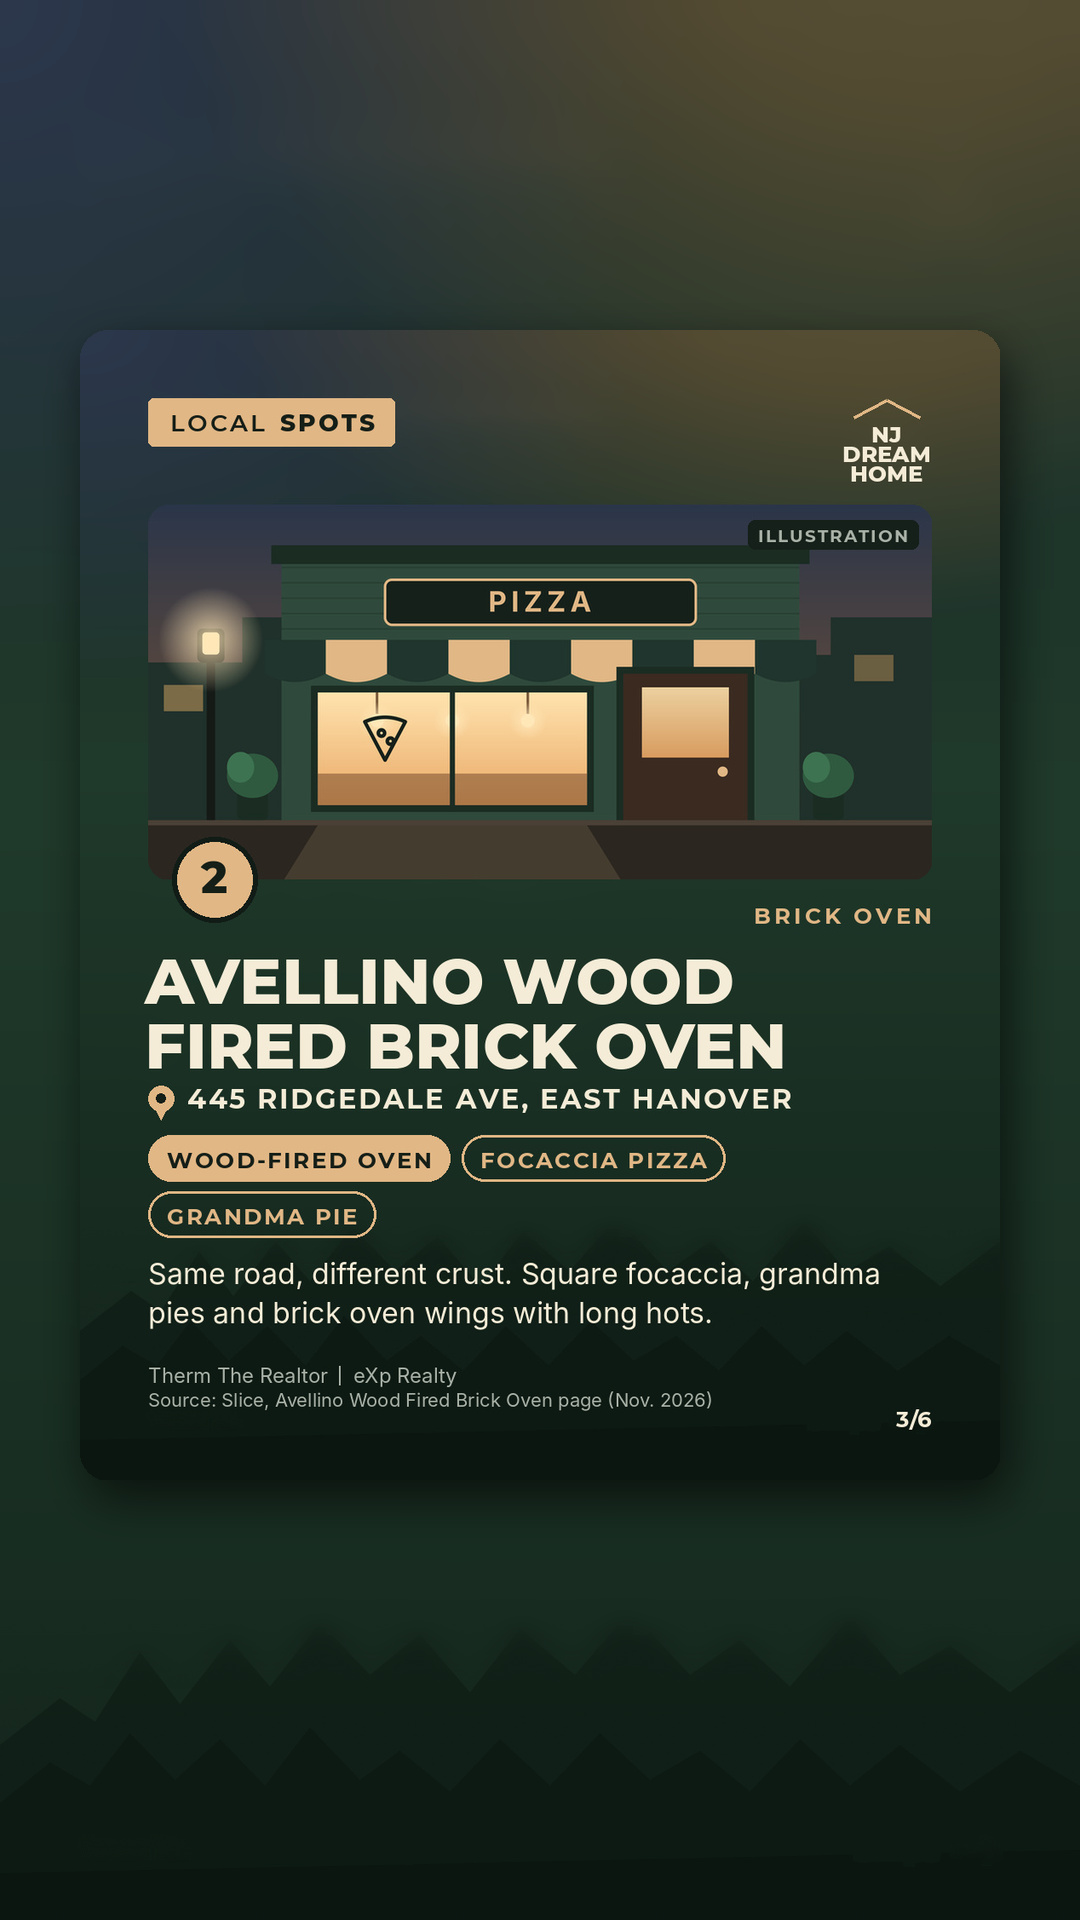 LOCAL SPOTS
NJ
DREAM
HOME
ILLUSTRATION
PIZZA
2
BRICK OVEN
AVELLINO WOOD
FIRED BRICK OVEN
445 RIDGEDALE AVE, EAST HANOVER
WOOD-FIRED OVEN
FOCACCIA PIZZA
GRANDMA PIE
Same road, different crust. Square focaccia, grandma
pies and brick oven wings with long hots.
Therm The Realtor | eXp Realty
Source: Slice, Avellino Wood Fired Brick Oven page (Nov. 2026)
3/6